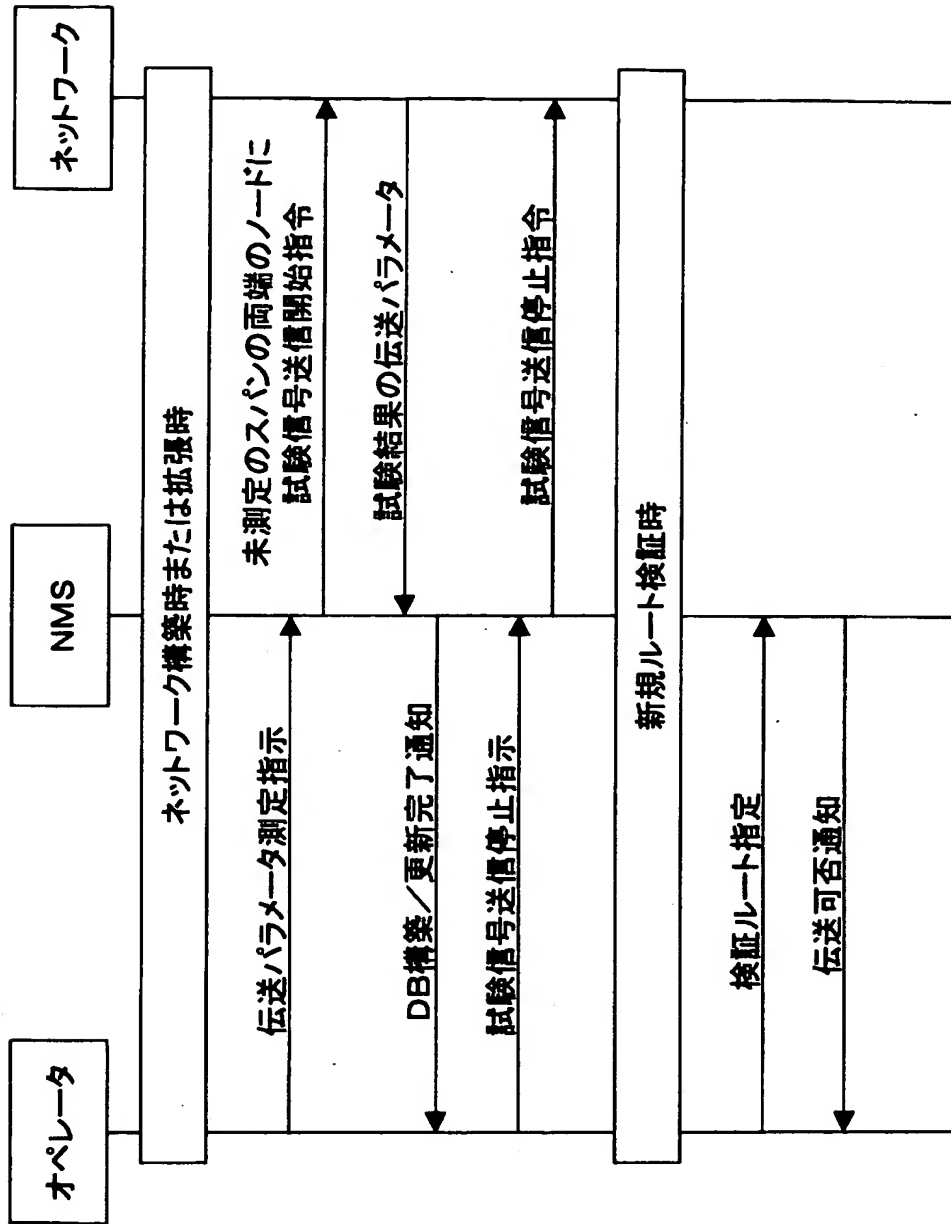 オペレータ
NMS
ネットワーク
ネットワーク構築時または拡張時
伝送パラメータ測定指示
未測定のスパンの両端のノードに
試験信号送信開始指令
試験結果の伝送パラメータ
DB構築／更新完了通知
試験信号送信停止指示
試験信号送信停止指令
新規ルート検証時
検証ルート指定
伝送可否通知